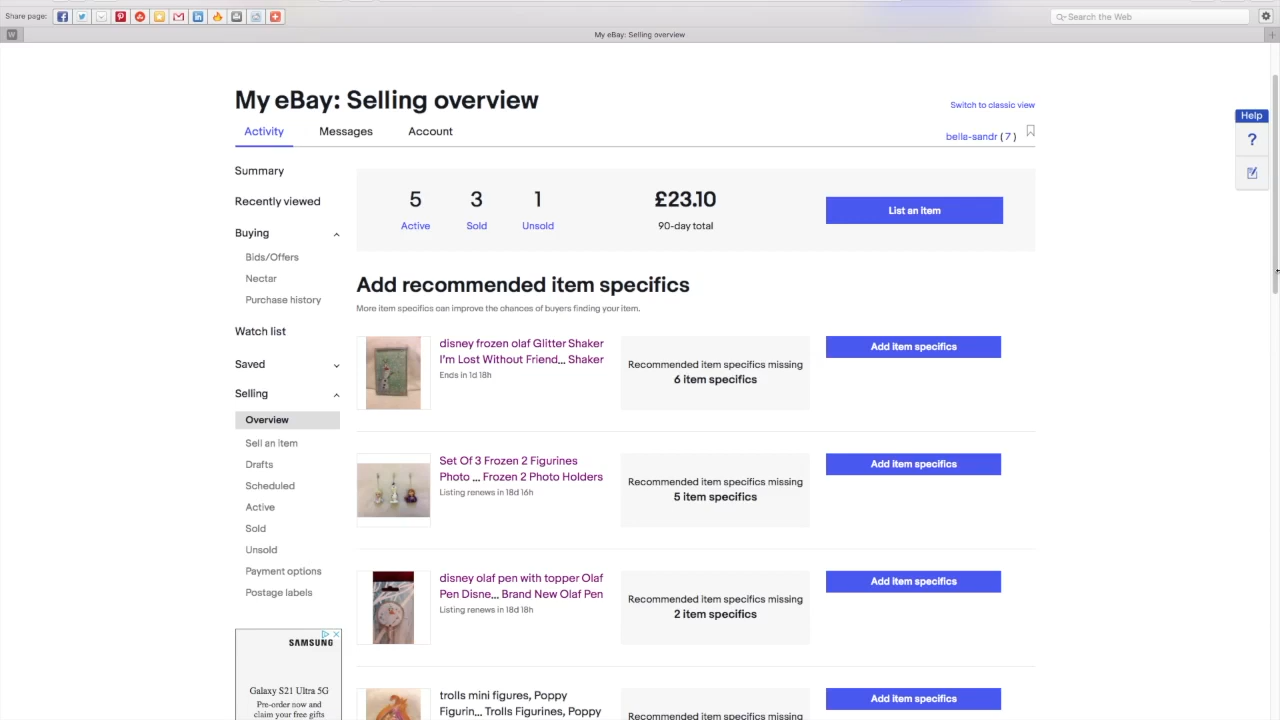 Share page:
Search the Web
My eBay: Selling overview
My eBay: Selling overview
Switch to classic view
Activity
Messages
Account
bella-sandr ( 7 )
Help
?
Summary
Recently viewed
Buying
Bids/Offers
Nectar
Purchase history
Watch list
Saved
Selling
Overview
Sell an item
Drafts
Scheduled
Active
Sold
Unsold
Payment options
Postage labels
SAMSUNG
Galaxy S21 Ultra 5G
Pre-order now and
claim your free gifts
5
Active
3
Sold
1
Unsold
£23.10
90-day total
List an item
Add recommended item specifics
More item specifics can improve the chances of buyers finding your item.
disney frozen olaf Glitter Shaker
I'm Lost Without Friend... Shaker
Ends in 1d 18h
Recommended item specifics missing
6 item specifics
Add item specifics
Set Of 3 Frozen 2 Figurines
Photo ... Frozen 2 Photo Holders
Listing renews in 18d 16h
Recommended item specifics missing
5 item specifics
Add item specifics
disney olaf pen with topper Olaf
Pen Disne... Brand New Olaf Pen
Listing renews in 18d 18h
Recommended item specifics missing
2 item specifics
Add item specifics
trolls mini figures, Poppy
Figurin... Trolls Figurines, Poppy
Recommended item specifics missing
Add item specifics